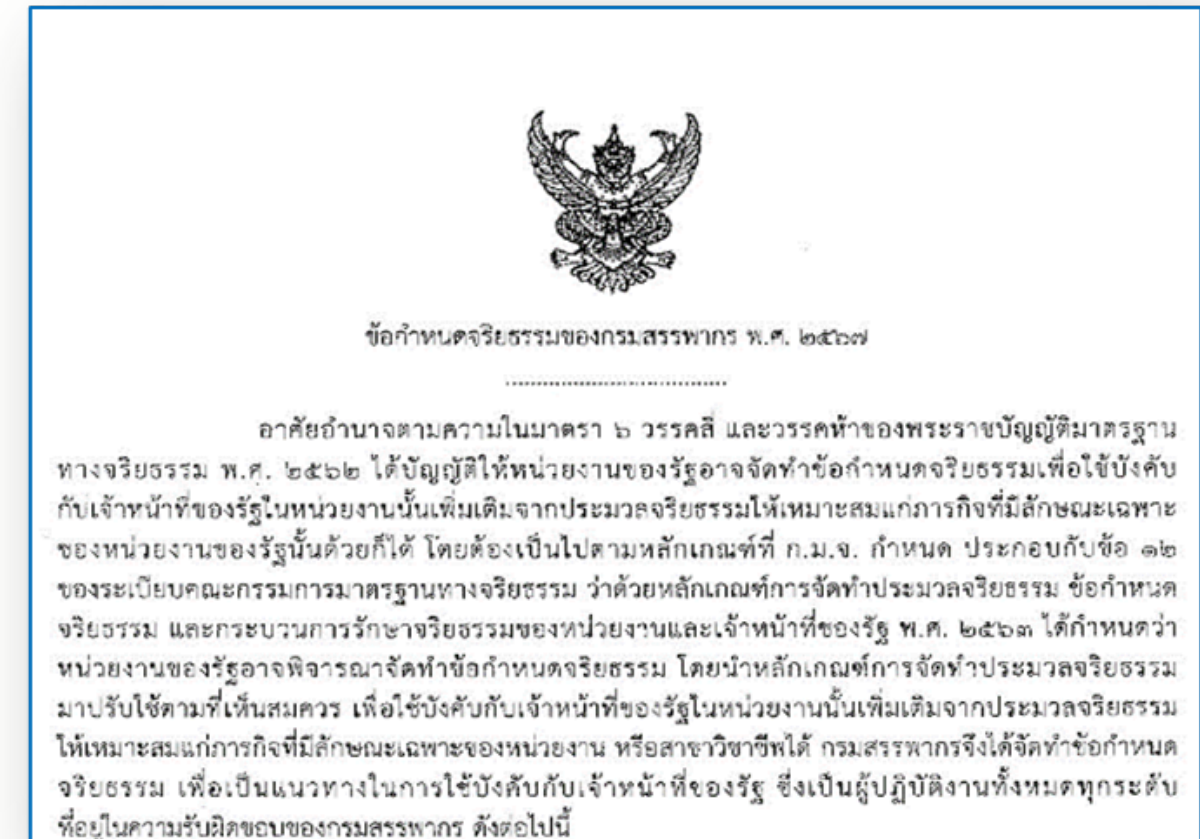 ข้อกำหนดจริยธรรมของกรมสรรพากร พ.ศ. ๒๕๖๗
....................................
อาศัยอำนาจตามความในมาตรา ๖ วรรคสี่ และวรรคห้าของพระราชบัญญัติมาตรฐาน
ทางจริยธรรม พ.ศ. ๒๕๖๒ ได้บัญญัติให้หน่วยงานของรัฐอาจจัดทำข้อกำหนดจริยธรรมเพื่อใช้บังคับ
กับเจ้าหน้าที่ของรัฐในหน่วยงานนั้นเพิ่มเติมจากประมวลจริยธรรมให้เหมาะสมแก่ภารกิจที่มีลักษณะเฉพาะ
ของหน่วยงานของรัฐนั้นด้วยก็ได้ โดยต้องเป็นไปตามหลักเกณฑ์ที่ ก.ม.จ. กำหนด ประกอบกับข้อ ๑๒
ของระเบียบคณะกรรมการมาตรฐานทางจริยธรรม ว่าด้วยหลักเกณฑ์การจัดทำประมวลจริยธรรม ข้อกำหนด
จริยธรรม และกระบวนการรักษาจริยธรรมของหน่วยงานและเจ้าหน้าที่ของรัฐ พ.ศ. ๒๕๖๓ ได้กำหนดว่า
หน่วยงานของรัฐอาจพิจารณาจัดทำข้อกำหนดจริยธรรม โดยนำหลักเกณฑ์การจัดทำประมวลจริยธรรม
มาปรับใช้ตามที่เห็นสมควร เพื่อใช้บังคับกับเจ้าหน้าที่ของรัฐในหน่วยงานนั้นเพิ่มเติมจากประมวลจริยธรรม
ให้เหมาะสมแก่ภารกิจที่มีลักษณะเฉพาะของหน่วยงาน หรือสาขาวิชาชีพได้ กรมสรรพากรจึงได้จัดทำข้อกำหนด
จริยธรรม เพื่อเป็นแนวทางในการใช้บังคับกับเจ้าหน้าที่ของรัฐ ซึ่งเป็นผู้ปฏิบัติงานทั้งหมดทุกระดับ
ที่อยู่ในความรับผิดชอบของกรมสรรพากร ดังต่อไปนี้